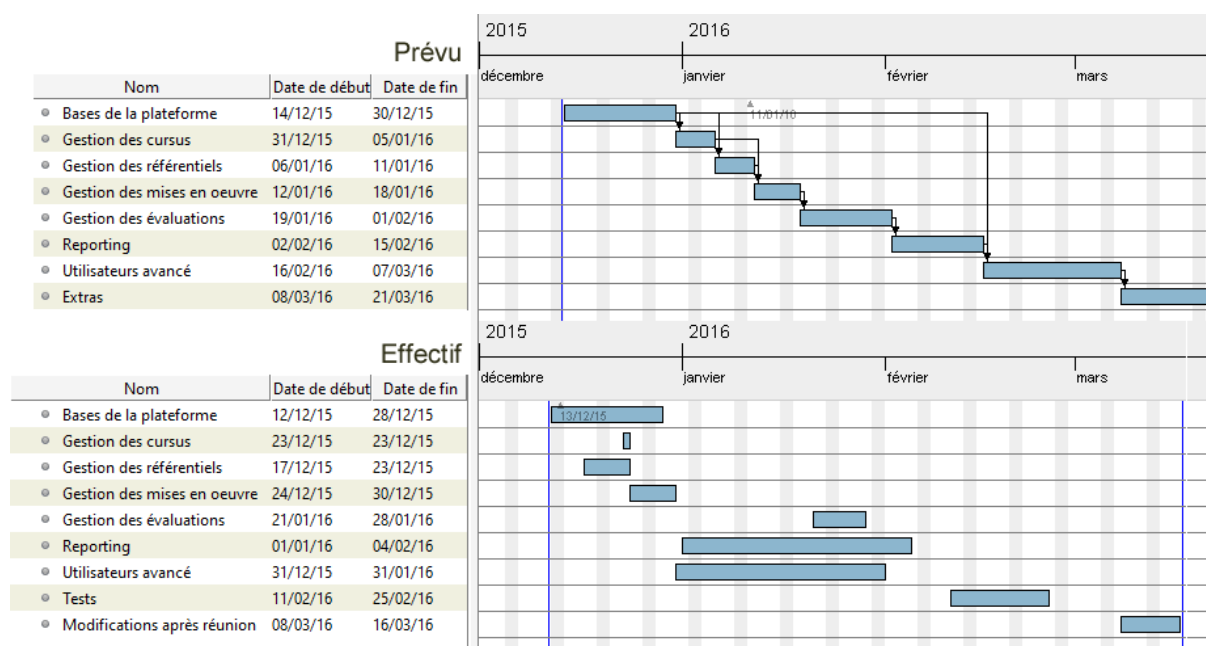 2015 2016
Prévu
décembre janvier février mars
Nom Date de début Date de fin
Bases de la plateforme 14/12/15 30/12/15
11/01/16
Gestion des cursus 31/12/15 05/01/16
Gestion des référentiels 06/01/16 11/01/16
Gestion des mises en oeuvre 12/01/16 18/01/16
Gestion des évaluations 19/01/16 01/02/16
Reporting 02/02/16 15/02/16
Utilisateurs avancé 16/02/16 07/03/16
Extras 08/03/16 21/03/16
2015 2016
Effectif
décembre janvier février mars
Nom Date de début Date de fin
Bases de la plateforme 12/12/15 28/12/15 13/12/15
Gestion des cursus 23/12/15 23/12/15
Gestion des référentiels 17/12/15 23/12/15
Gestion des mises en oeuvre 24/12/15 30/12/15
Gestion des évaluations 21/01/16 28/01/16
Reporting 01/01/16 04/02/16
Utilisateurs avancé 31/12/15 31/01/16
Tests 11/02/16 25/02/16
Modifications après réunion 08/03/16 16/03/16